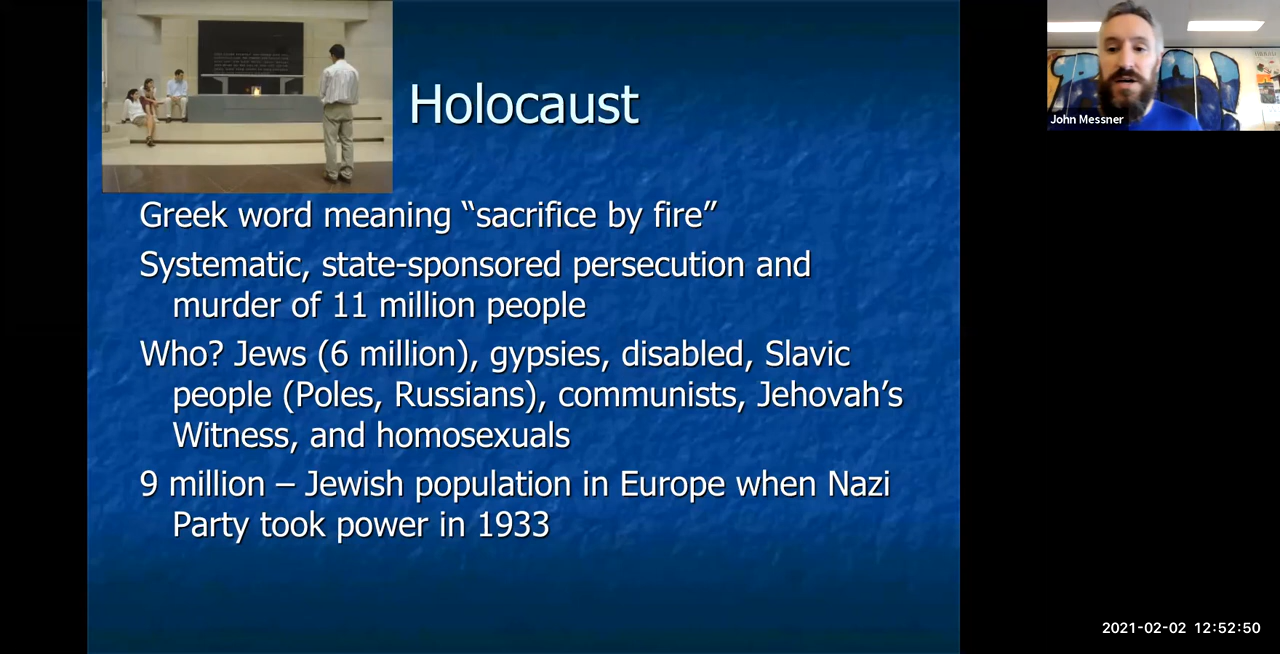 Holocaust
Greek word meaning “sacrifice by fire”
Systematic, state-sponsored persecution and
murder of 11 million people
Who? Jews (6 million), gypsies, disabled, Slavic
people (Poles, Russians), communists, Jehovah’s
Witness, and homosexuals
9 million – Jewish population in Europe when Nazi
Party took power in 1933
John Messner
2021-02-02 12:52:50